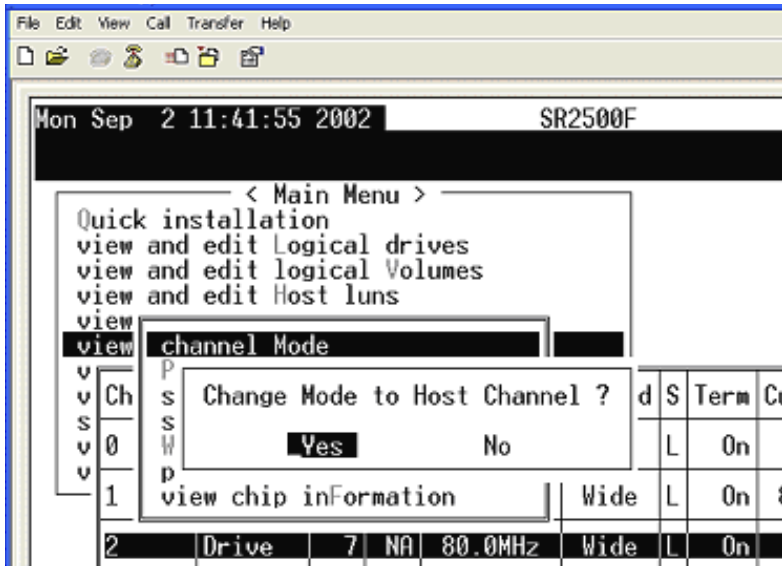 File Edit View Call Transfer Help
Mon Sep 2 11:41:55 2002 SR2500F
< Main Menu >
Quick installation
view and edit Logical drives
view and edit logical Volumes
view and edit Host luns
view
view channel Mode
v P
v Ch s Change Mode to Host Channel ? d S Term Cu
s s
v 0 W Yes No L On
v p
1 view chip inFormation Wide L On
2 Drive 7 NA 80.0MHz Wide L On